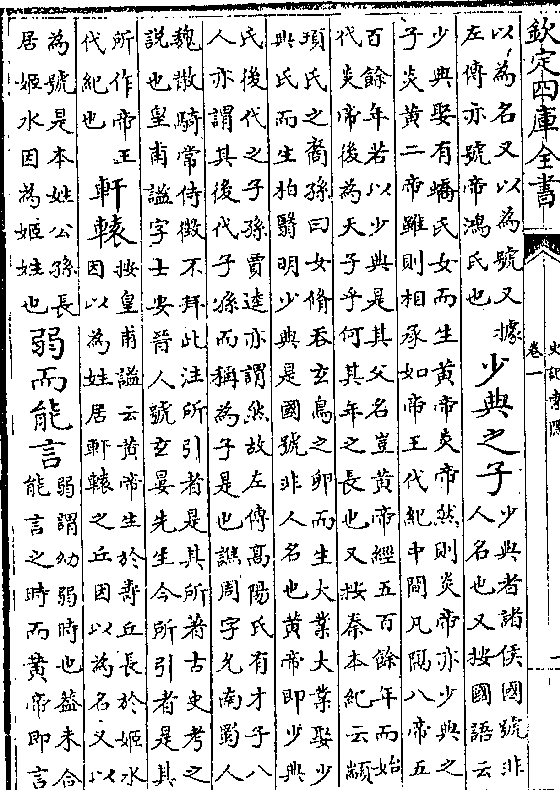 欽定四庫全書
史記索隱
卷一
以為名又以為號又據
左傳亦號帝鴻氏也
少典之子
少典者諸侯國號非
人名也又按國語云
少典娶有蟜氏女而生黃帝炎帝然則炎帝亦少典之
子炎黃二帝雖則相承如帝王代紀中間凡隔八帝五
百餘年若以少典是其父名豈黃帝經五百餘年而始
代炎帝後為天子乎何其年之長也又按秦本紀云顓
頊氏之裔孫曰女脩吞玄鳥之卵而生大業大業娶少
典氏而生柏翳明少典是國號非人名也黃帝即少典
氏後代之子孫賈逵亦謂然故左傳高陽氏有才子八
人亦謂其後代子孫而稱為子是也譙周字允南蜀人
魏散騎常侍徵不拜此注所引者是其所著古史考之
說也皇甫謐字士安晉人號玄晏先生今所引者是其
所作帝王
代紀也
軒轅
按皇甫謐云黃帝生於壽丘長於姬水
因以為姓居軒轅之丘因以為名又以
為號是本姓公孫長
居姬水因為姬姓也
弱而能言
弱謂幼弱時也蓋未合
能言之時而黃帝即言